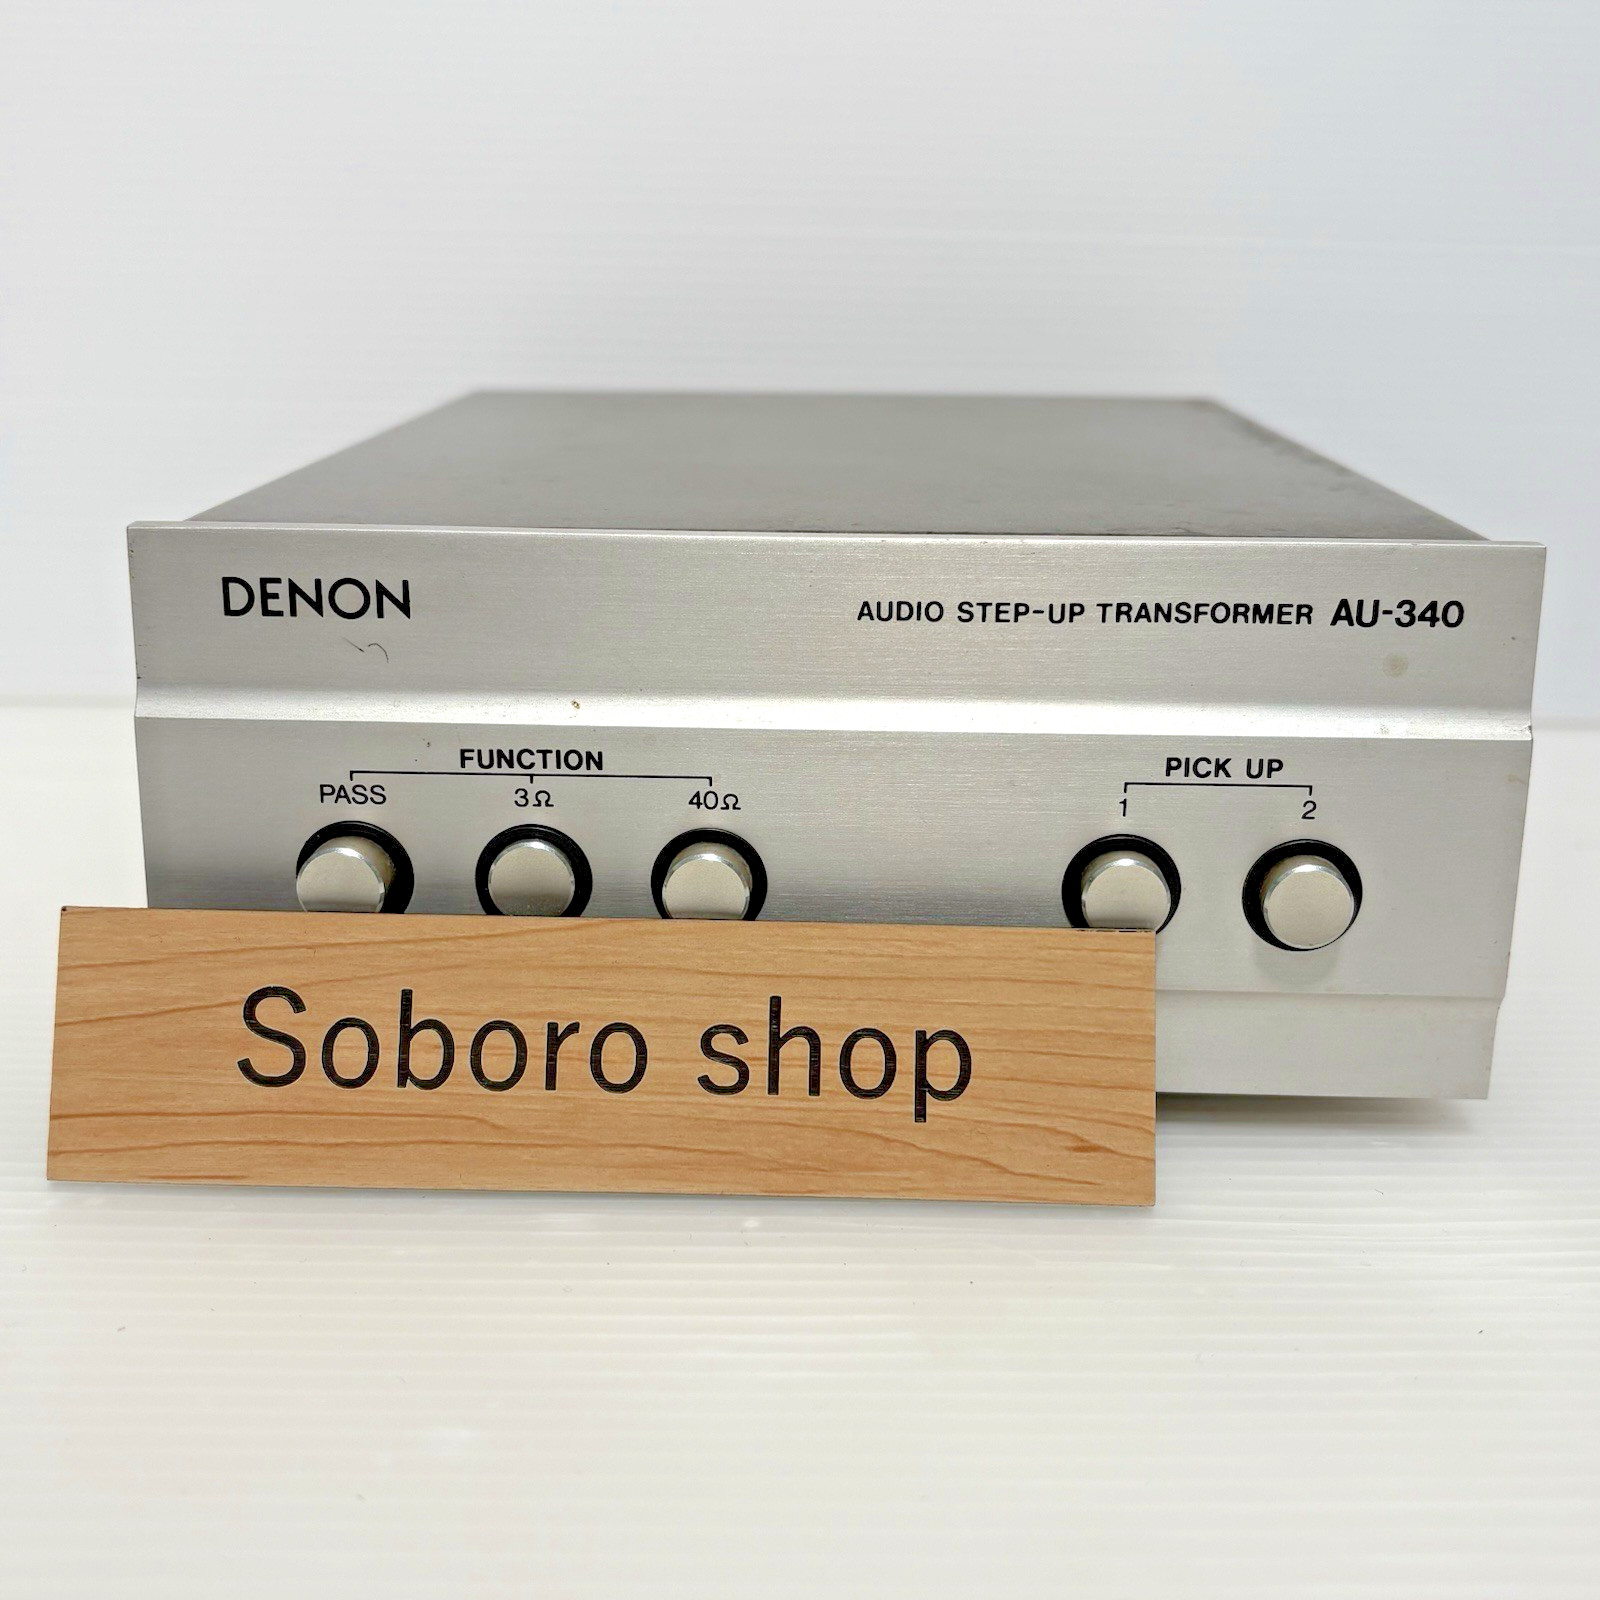 DENON
AUDIO STEP-UP TRANSFORMER AU-340
FUNCTION
PASS 3Ω 40Ω
PICK UP
1 2
Soboro shop